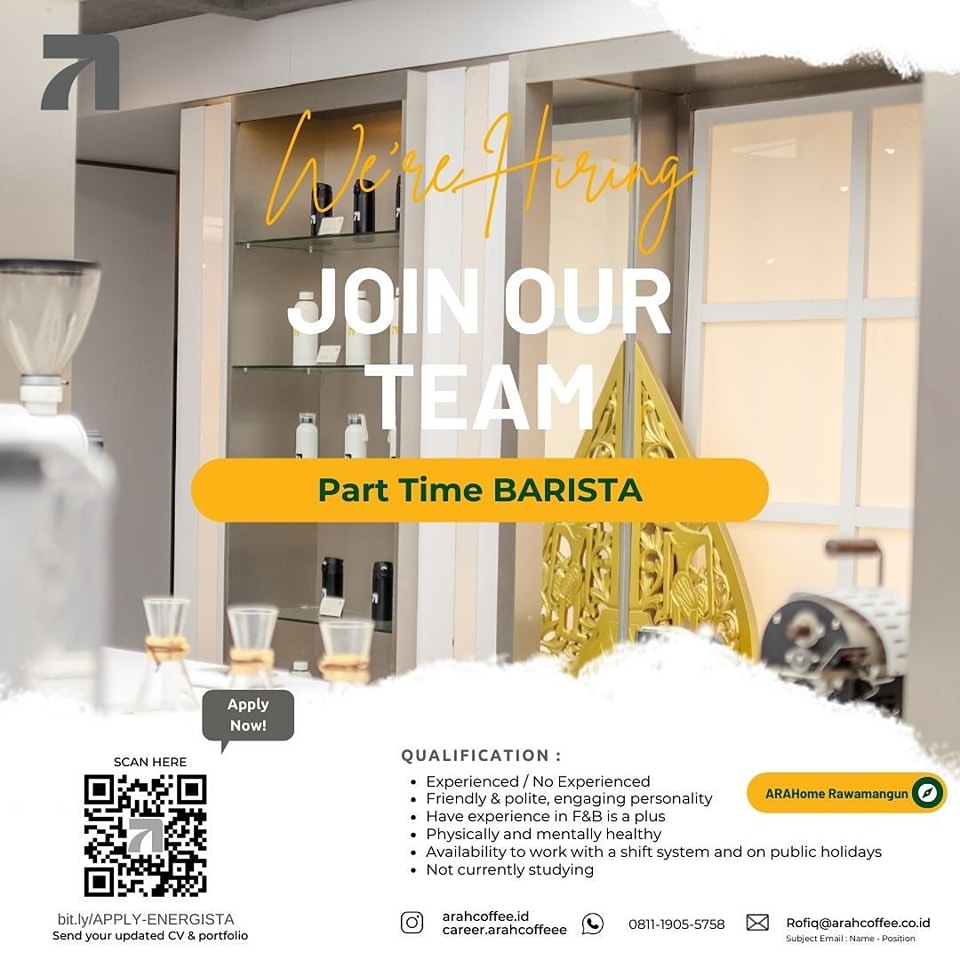 We're Hiring
JOIN OUR
TEAM
Part Time BARISTA
Apply
Now!
SCAN HERE
bit.ly/APPLY-ENERGISTA
Send your updated CV & portfolio
QUALIFICATION :
• Experienced / No Experienced
• Friendly & polite, engaging personality
• Have experience in F&B is a plus
• Physically and mentally healthy
• Availability to work with a shift system and on public holidays
• Not currently studying
ARAHome Rawamangun
arahcoffee.id
career.arahcoffeee
0811-1905-5758
Rofiq@arahcoffee.co.id
Subject Email : Name - Position